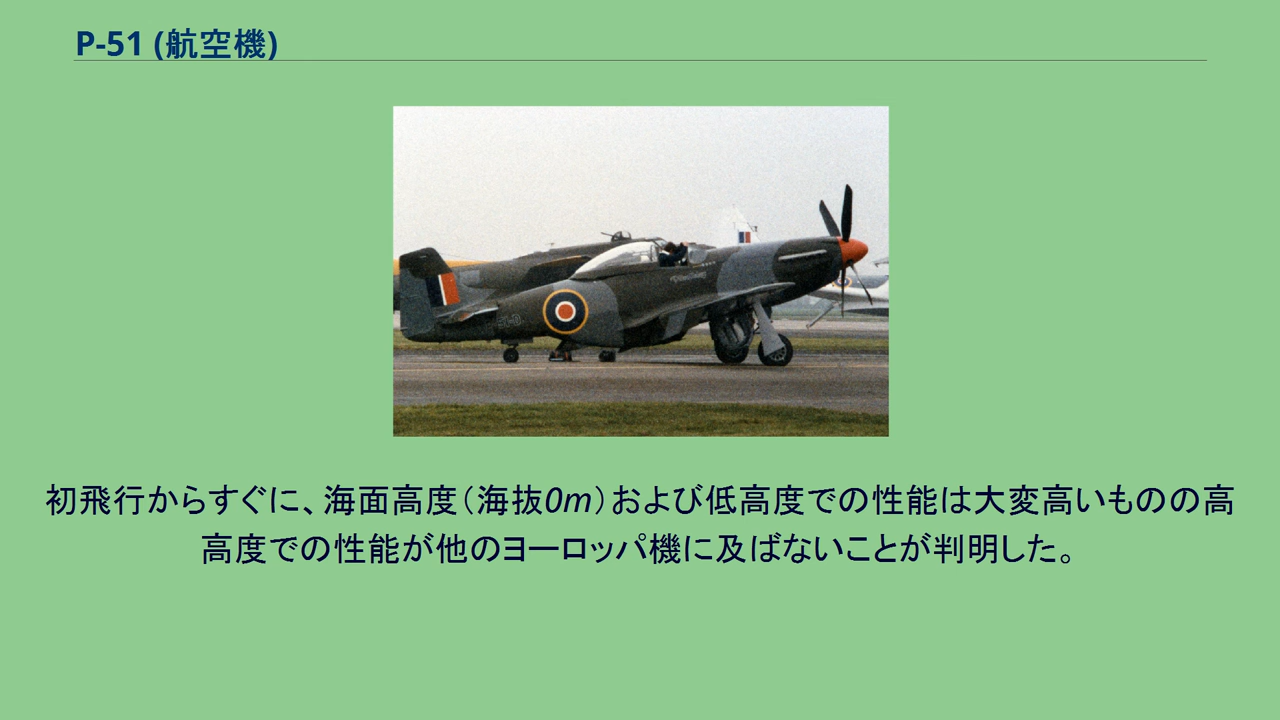 P-51 (航空機)
初飛行からすぐに、海面高度（海抜0m）および低高度での性能は大変高いものの高
高度での性能が他のヨーロッパ機に及ばないことが判明した。